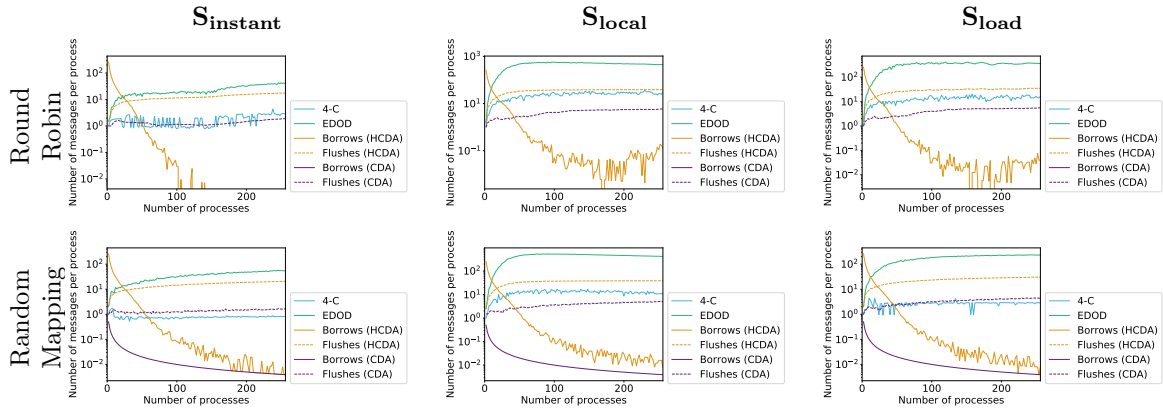 S_instant
S_local
S_load
Round
Robin
Number of messages per process
10^2
10^1
10^0
10^-1
10^-2
0
100
200
Number of processes
4-C
EDOD
Borrows (HCDA)
Flushes (HCDA)
Borrows (CDA)
Flushes (CDA)
Number of messages per process
10^3
10^1
10^-1
0
100
200
Number of processes
4-C
EDOD
Borrows (HCDA)
Flushes (HCDA)
Borrows (CDA)
Flushes (CDA)
Number of messages per process
10^2
10^1
10^0
10^-1
10^-2
0
100
200
Number of processes
4-C
EDOD
Borrows (HCDA)
Flushes (HCDA)
Borrows (CDA)
Flushes (CDA)
Random
Mapping
Number of messages per process
10^2
10^1
10^0
10^-1
10^-2
0
100
200
Number of processes
4-C
EDOD
Borrows (HCDA)
Flushes (HCDA)
Borrows (CDA)
Flushes (CDA)
Number of messages per process
10^2
10^1
10^0
10^-1
10^-2
0
100
200
Number of processes
4-C
EDOD
Borrows (HCDA)
Flushes (HCDA)
Borrows (CDA)
Flushes (CDA)
Number of messages per process
10^2
10^1
10^0
10^-1
10^-2
0
100
200
Number of processes
4-C
EDOD
Borrows (HCDA)
Flushes (HCDA)
Borrows (CDA)
Flushes (CDA)